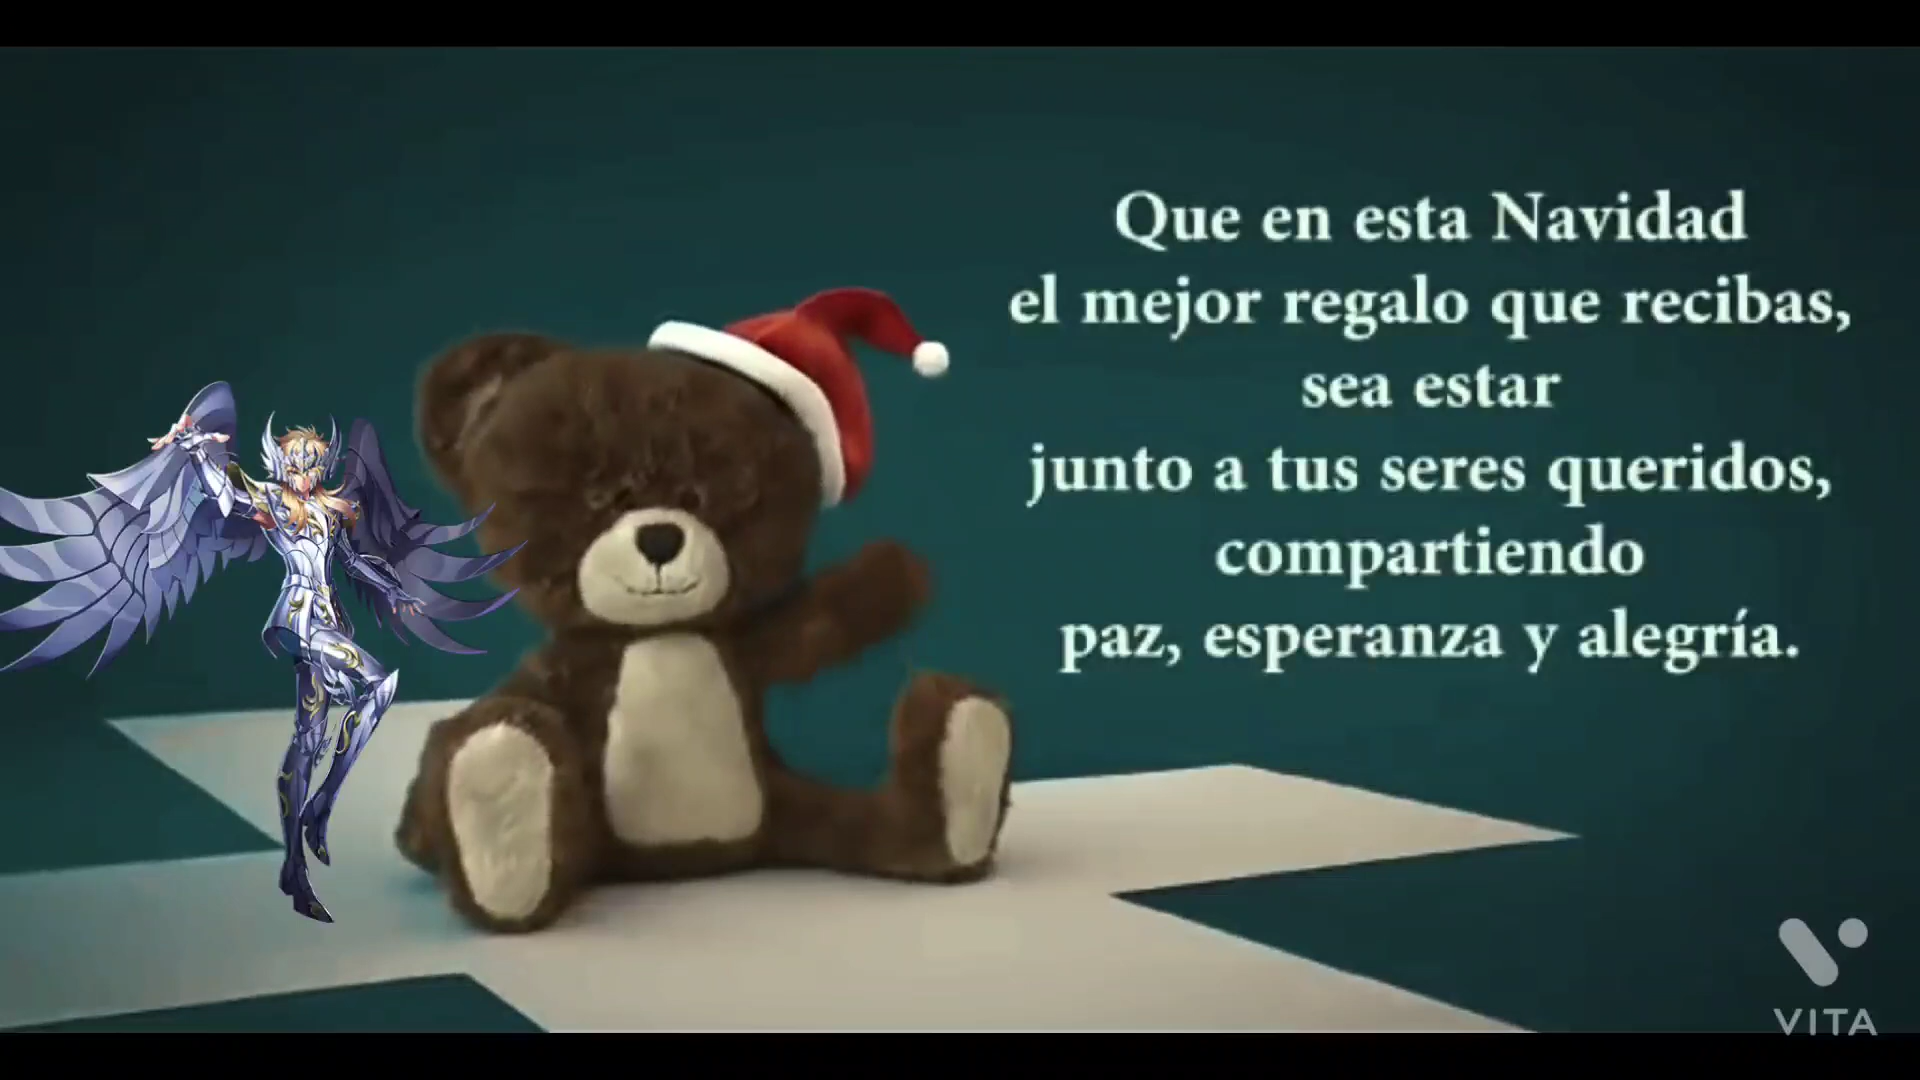 Que en esta Navidad
el mejor regalo que recibas,
sea estar
junto a tus seres queridos,
compartiendo
paz, esperanza y alegría.
VITA